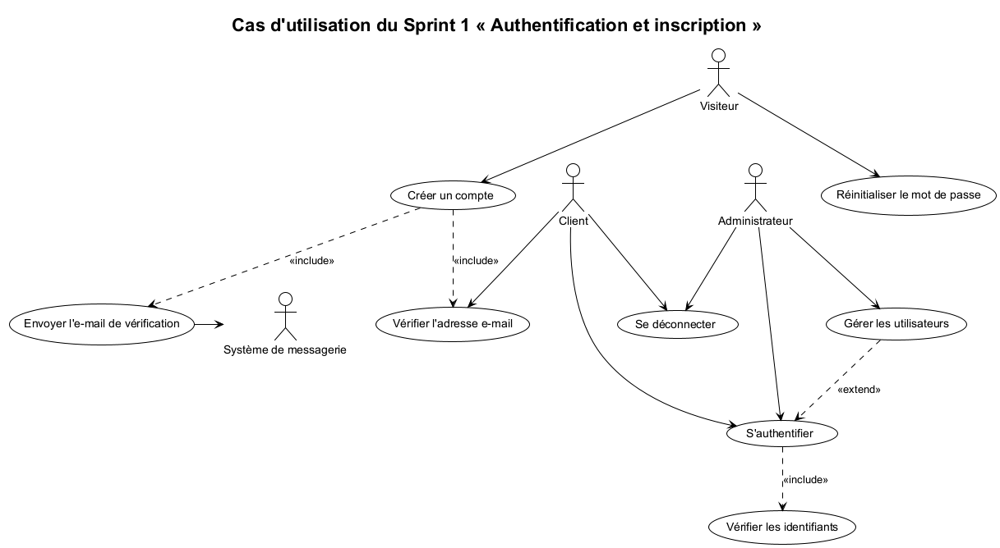 Cas d'utilisation du Sprint 1 « Authentification et inscription »
Visiteur
Créer un compte
Client
Administrateur
Réinitialiser le mot de passe
«include»
«include»
Envoyer l'e-mail de vérification
Système de messagerie
Vérifier l'adresse e-mail
Se déconnecter
Gérer les utilisateurs
«extend»
S'authentifier
«include»
Vérifier les identifiants